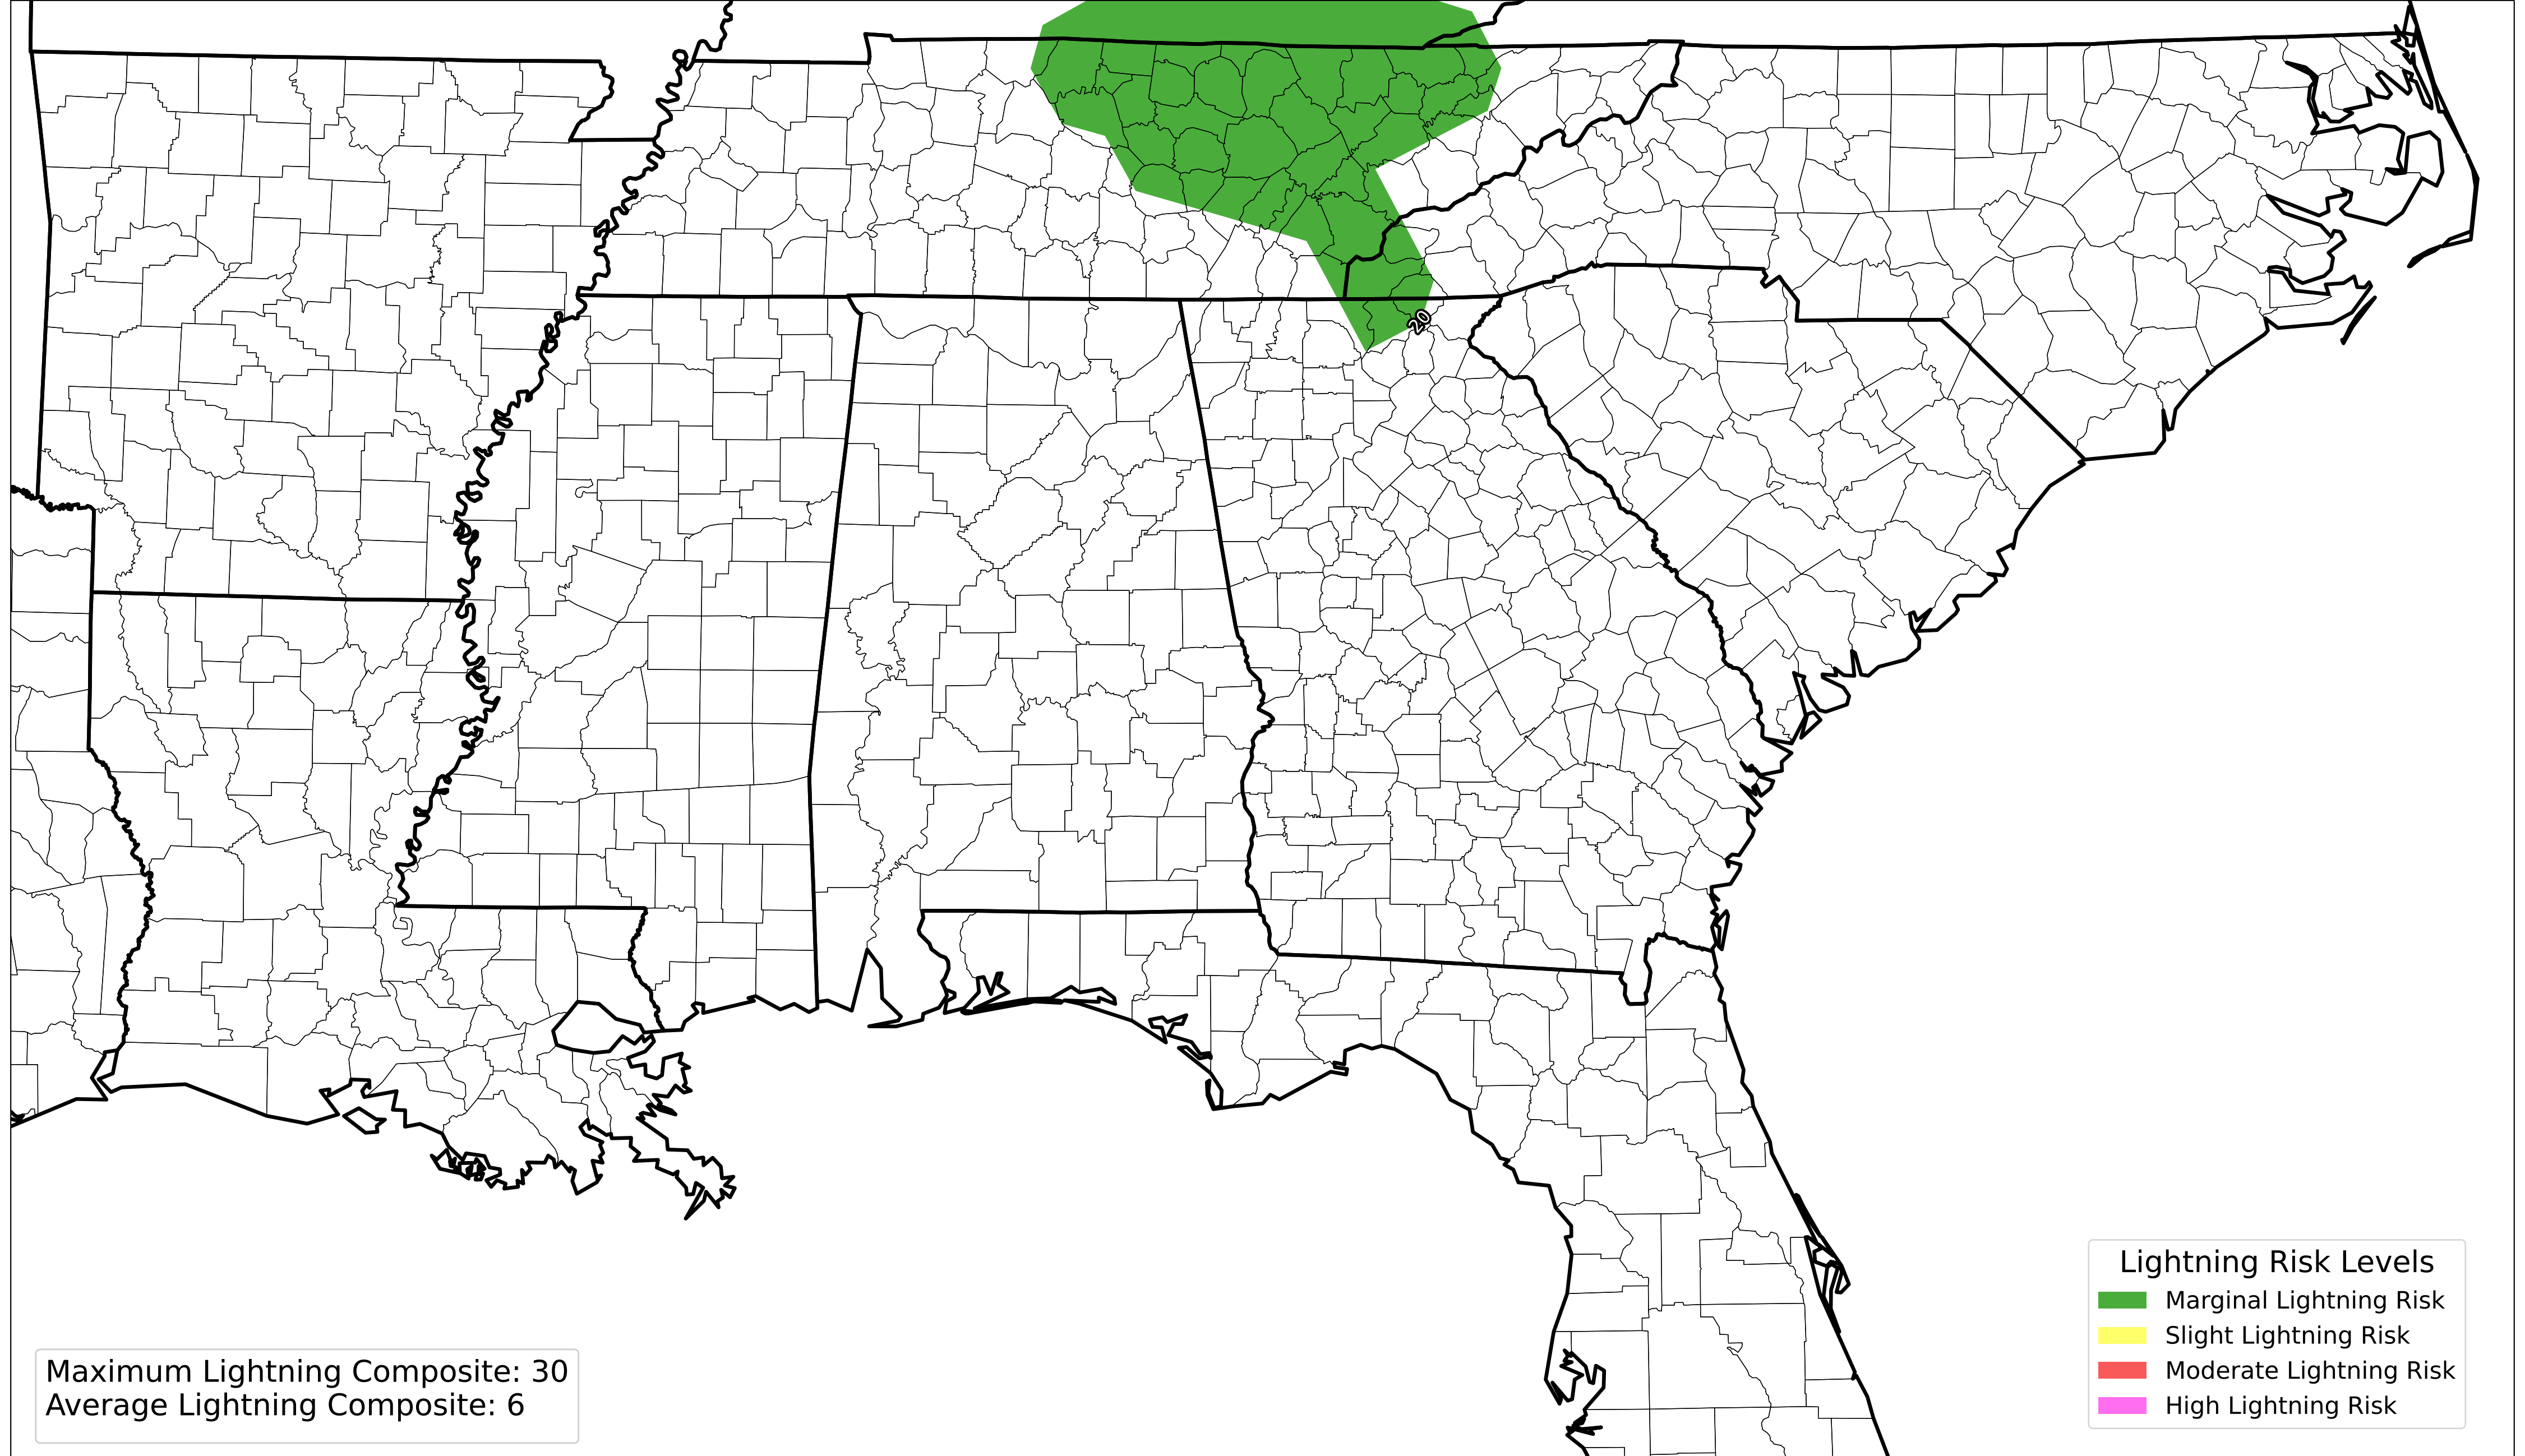 20
Lightning Risk Levels
Marginal Lightning Risk
Slight Lightning Risk
Moderate Lightning Risk
High Lightning Risk
Maximum Lightning Composite: 30
Average Lightning Composite: 6